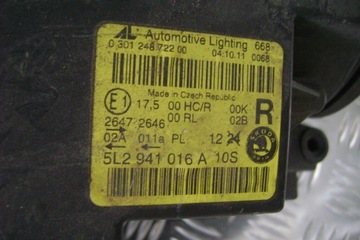 AL Automotive Lighting 668
0 301 248 722 00 04.10.11 0068
Made in Czech Republic
E1 17,5 00 HC/R 00K R
2647 2646 00 RL 02B
02A 011a PL 12 24
5L2 941 016 A 10S
SKODA